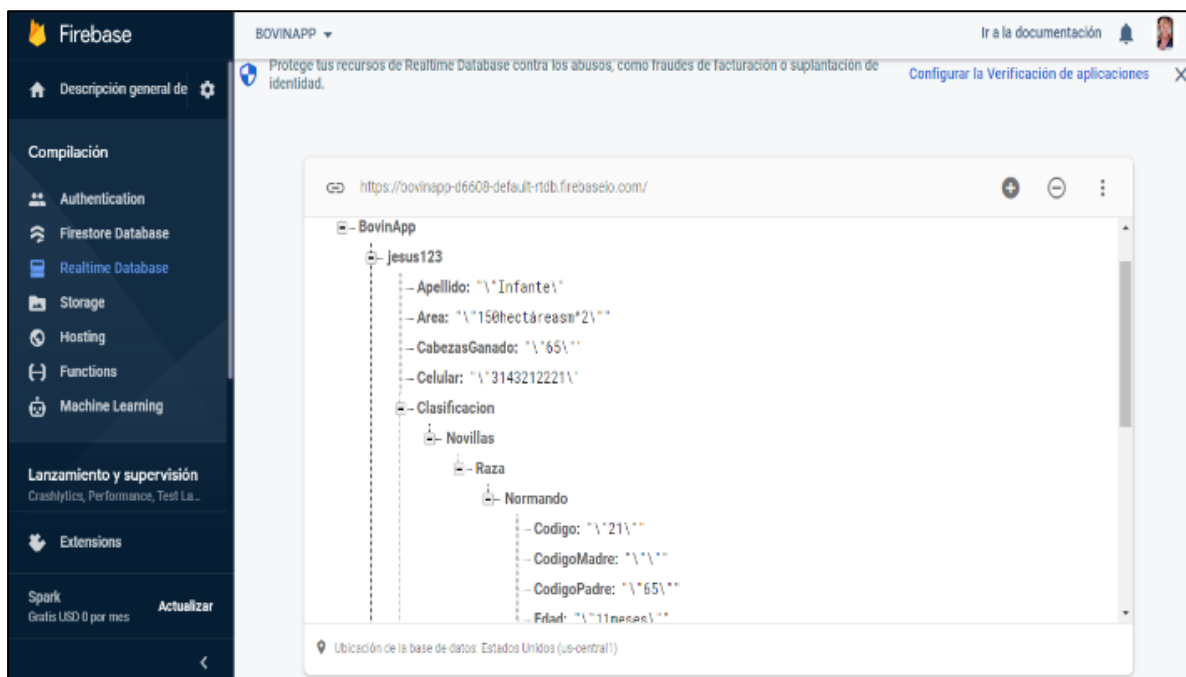 Firebase
BOVINAPP
Ir a la documentación
Descripción general de
Protege tus recursos de Realtime Database contra los abusos, como fraudes de facturación o suplantación de
identidad.
Configurar la Verificación de aplicaciones
Compilación
Authentication
Firestore Database
Realtime Database
Storage
Hosting
Functions
Machine Learning
Lanzamiento y supervisión
Crashlytics, Performance, Test La...
Extensions
Spark
Gratis USD 0 por mes
Actualizar
https://bovinapp-d6608-default-rtdb.firebaseio.com/
BovinApp
jesus123
Apellido: "\"Infante\"
Area: "\"150hectáreasm^2\""
CabezasGanado: "\"65\""
Celular: "\"3143212221\"
Clasificacion
Novillas
Raza
Normando
Codigo: "\"21\""
CodigoMadre: "\"\""
CodigoPadre: "\"65\""
Edad: "\"11meses\""
Ubicación de la base de datos: Estados Unidos (us-central1)